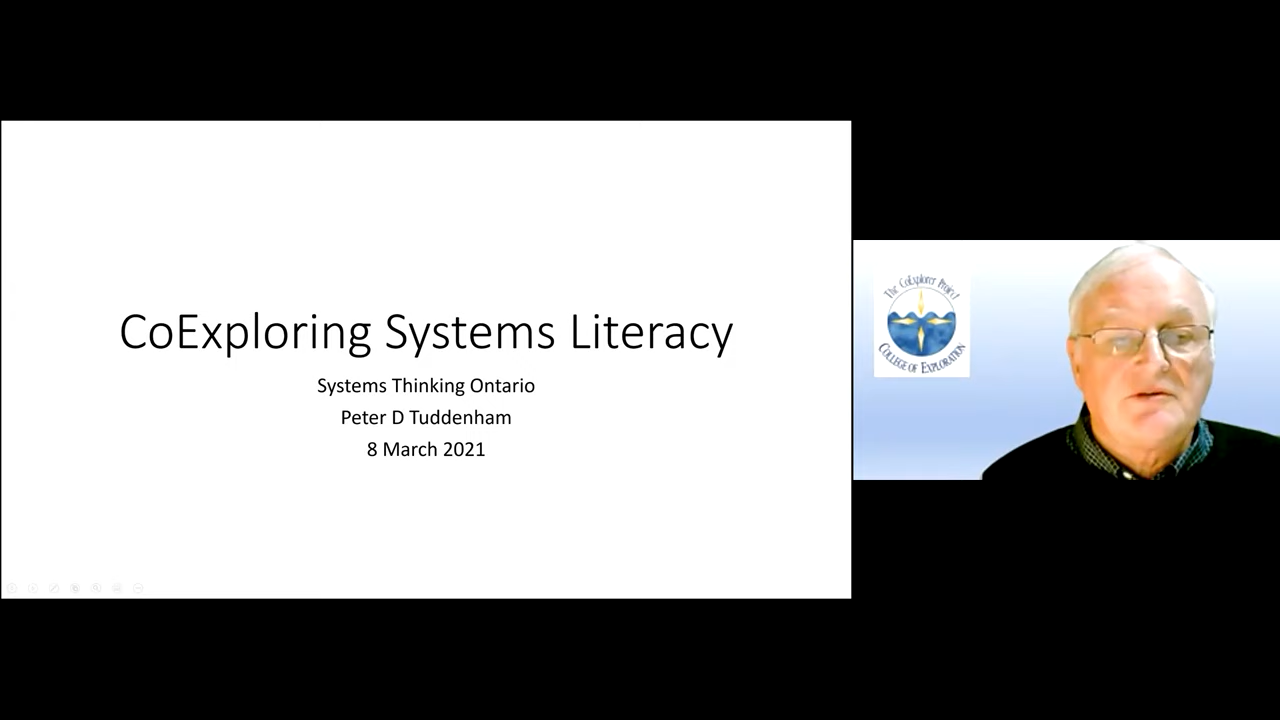 CoExploring Systems Literacy
Systems Thinking Ontario
Peter D Tuddenham
8 March 2021
The CoExplorer Project
College of Exploration